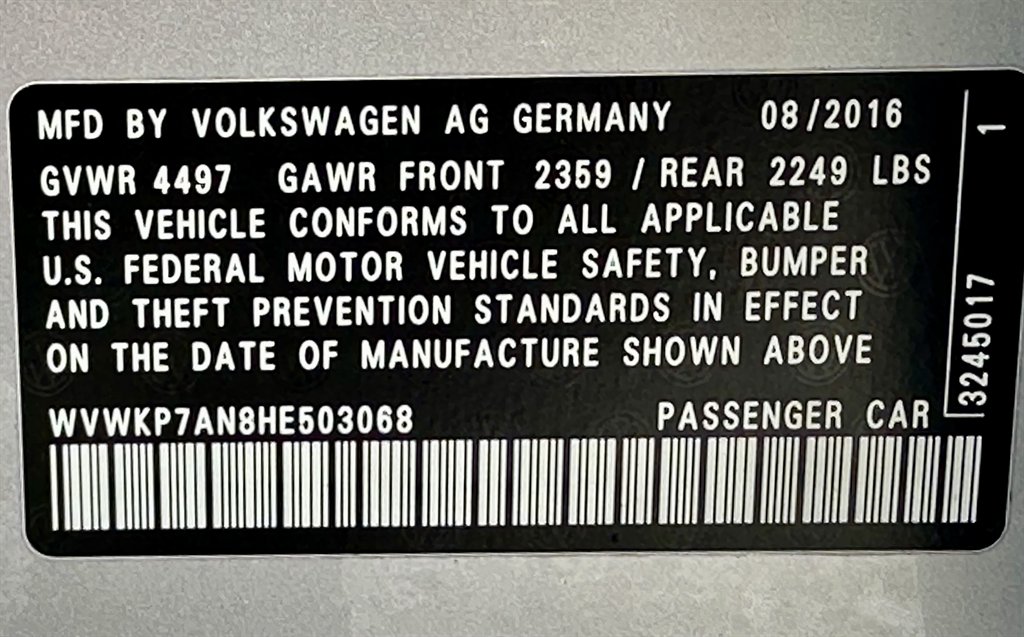 MFD BY VOLKSWAGEN AG GERMANY 08/2016
GVWR 4497 GAWR FRONT 2359 / REAR 2249 LBS
THIS VEHICLE CONFORMS TO ALL APPLICABLE
U.S. FEDERAL MOTOR VEHICLE SAFETY, BUMPER
AND THEFT PREVENTION STANDARDS IN EFFECT
ON THE DATE OF MANUFACTURE SHOWN ABOVE
WVWKP7AN8HE503068 PASSENGER CAR
3245017 1